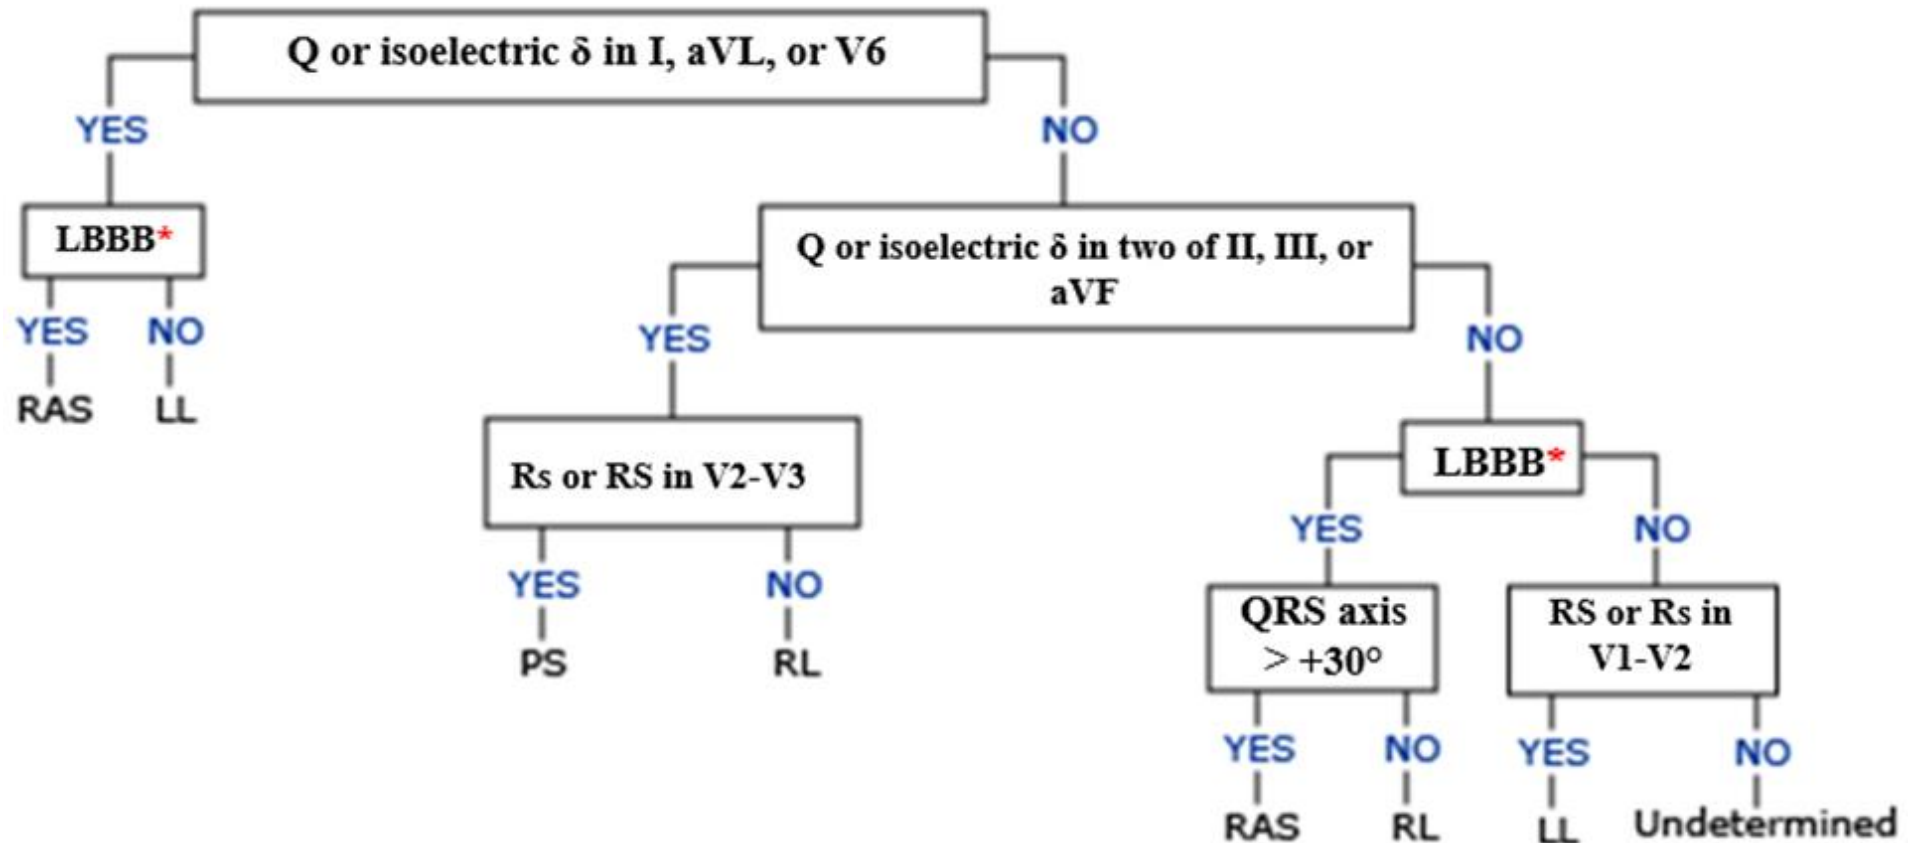 Q or isoelectric δ in I, aVL, or V6
YES
NO
LBBB*
Q or isoelectric δ in two of II, III, or
aVF
YES
NO
YES
NO
RAS
LL
Rs or RS in V2-V3
LBBB*
YES
NO
YES
NO
PS
RL
QRS axis
> +30°
RS or Rs in
V1-V2
YES
NO
YES
NO
RAS
RL
LL
Undetermined